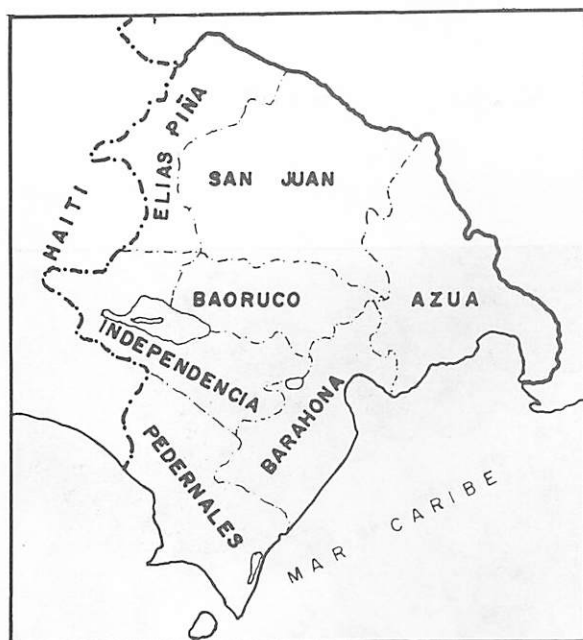 ELIAS PIÑA
SAN JUAN
HAITI
BAORUCO
AZUA
INDEPENDENCIA
BARAHONA
PEDERNALES
MAR CARIBE